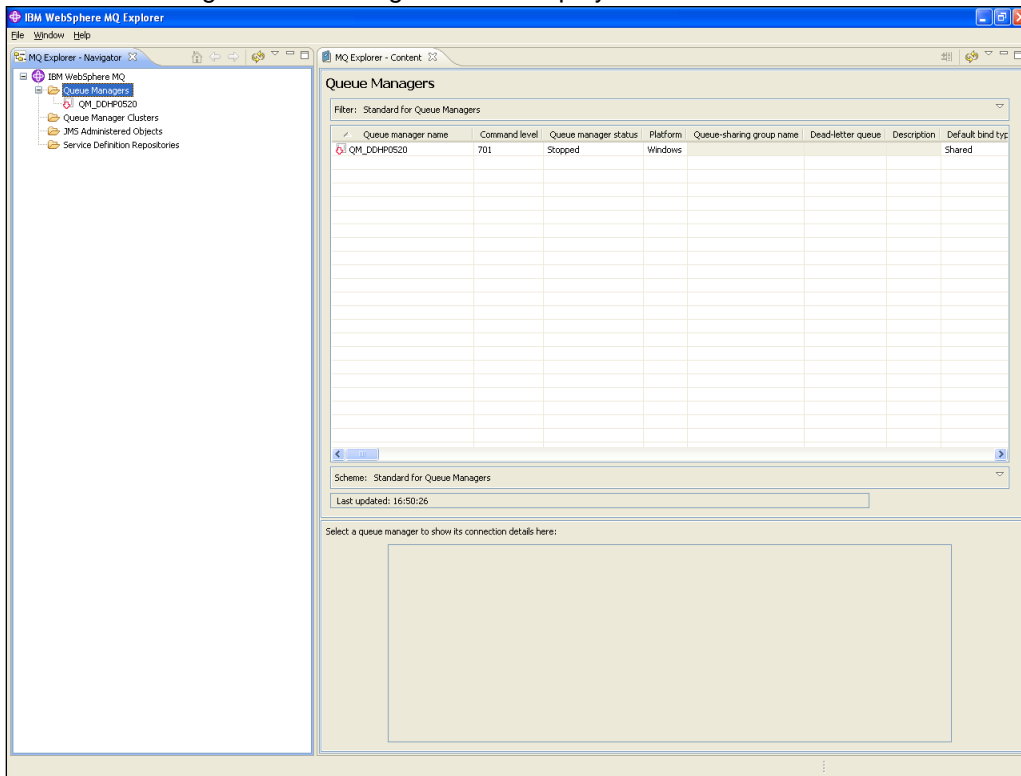 IBM WebSphere MQ Explorer
File Window Help
MQ Explorer - Navigator
IBM WebSphere MQ
Queue Managers
QM_DDHP0520
Queue Manager Clusters
JMS Administered Objects
Service Definition Repositories
MQ Explorer - Content
Queue Managers
Filter: Standard for Queue Managers
Queue manager name Command level Queue manager status Platform Queue-sharing group name Dead-letter queue Description Default bind typ
QM_DDHP0520 701 Stopped Windows Shared
Scheme: Standard for Queue Managers
Last updated: 16:50:26
Select a queue manager to show its connection details here: